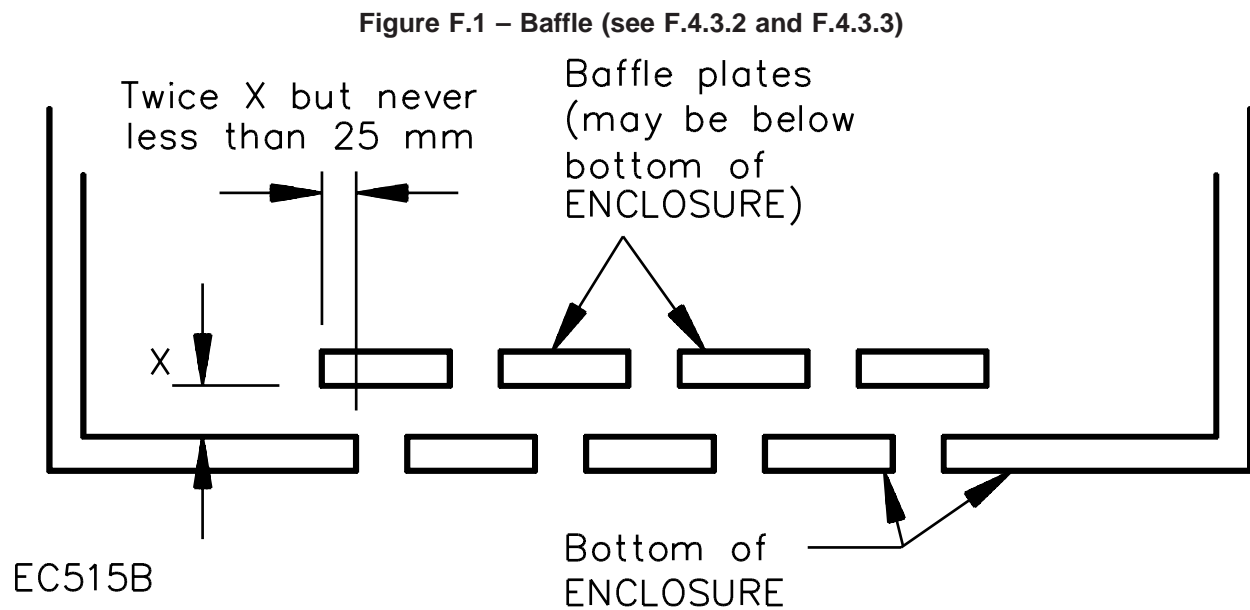 Figure F.1 – Baffle (see F.4.3.2 and F.4.3.3)
Twice X but never
less than 25 mm
Baffle plates
(may be below
bottom of
ENCLOSURE)
X
Bottom of
ENCLOSURE
EC515B